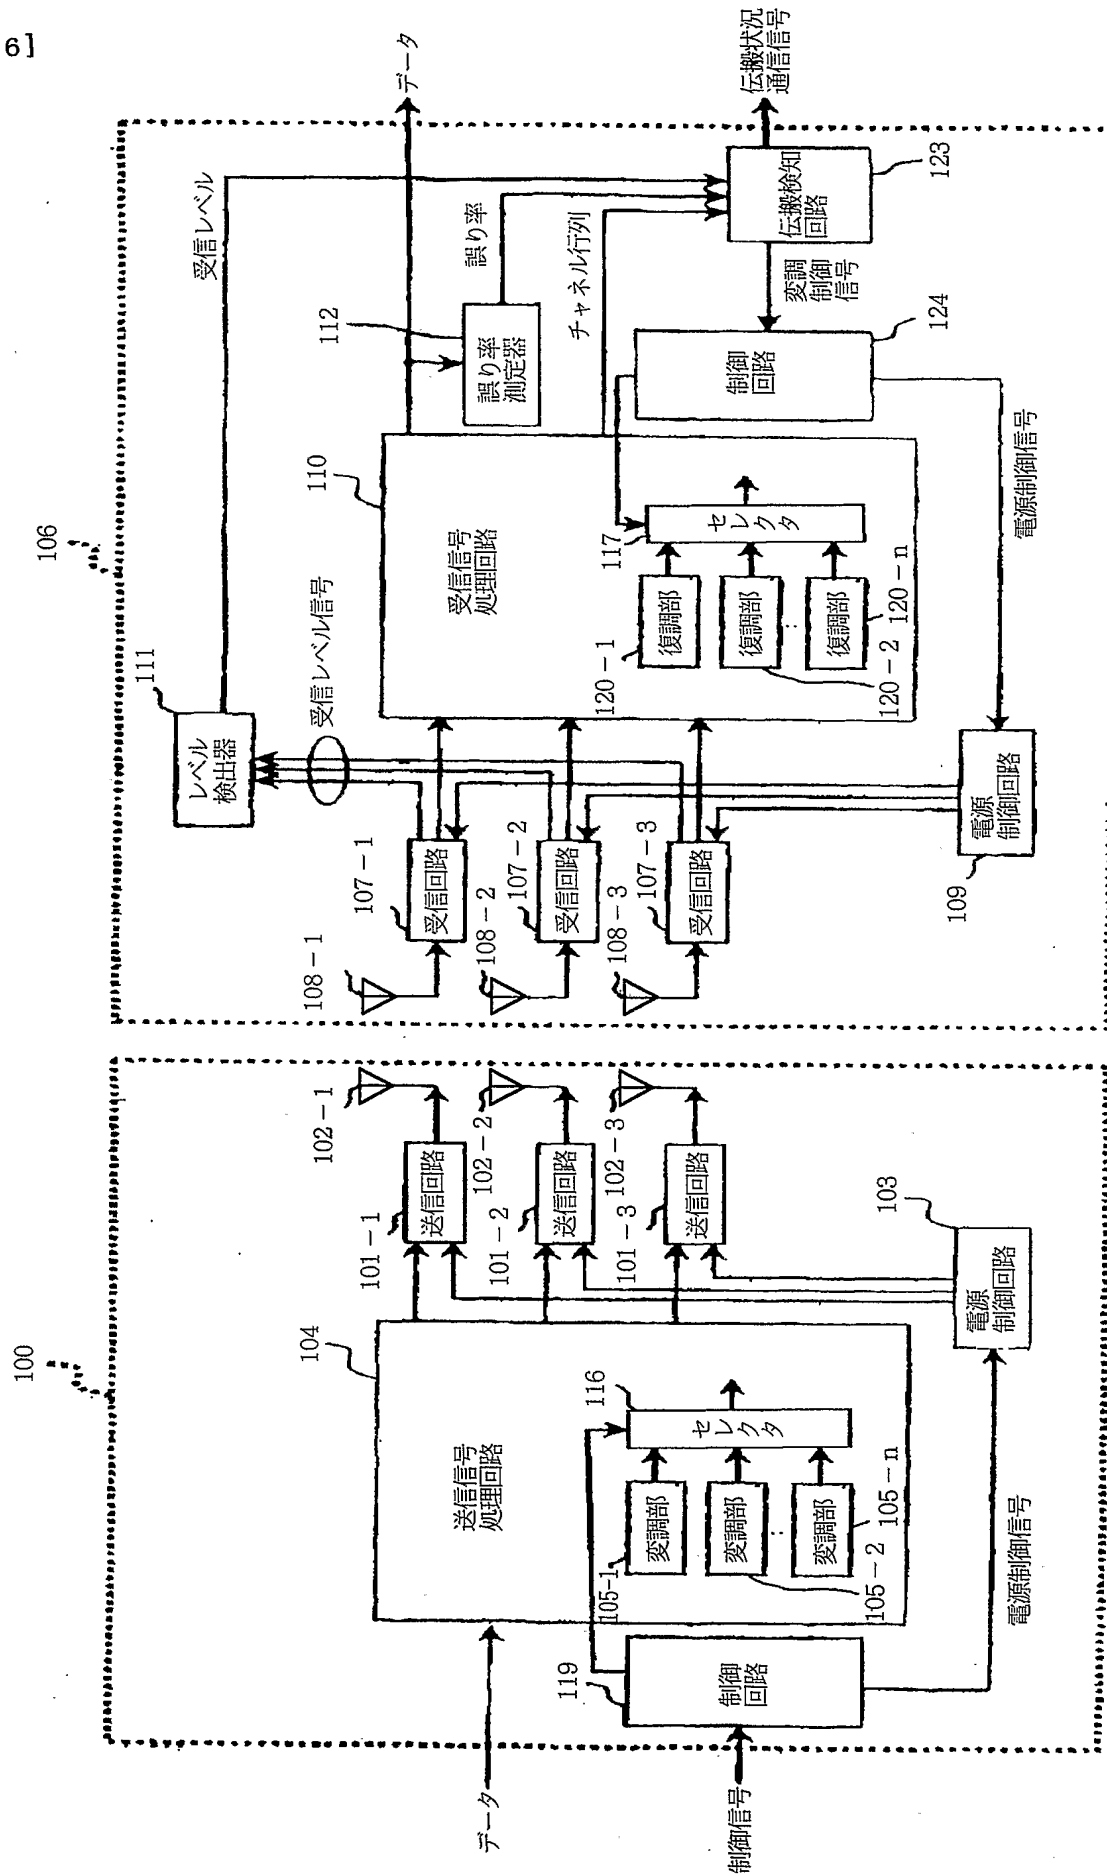 6]
100
データ
制御信号
119
制御
回路
電源制御信号
104
送信信号
処理回路
105-1
変調部
変調部
:
変調部
105-2
105-n
116
セレクタ
101-1
送信回路
102-1
101-2
送信回路
102-2
101-3
送信回路
102-3
103
電源
制御回路
106
108-1
107-1
受信回路
108-2
107-2
受信回路
108-3
107-3
受信回路
109
電源
制御回路
111
レベル
検出器
受信レベル信号
受信レベル
110
受信信号
処理回路
120-1
復調部
復調部
:
復調部
120-2
120-n
117
セレクタ
112
誤り率
測定器
誤り率
チャネル行列
データ
124
制御
回路
電源制御信号
変調
制御
信号
123
伝搬検知
回路
伝搬状況
通信信号